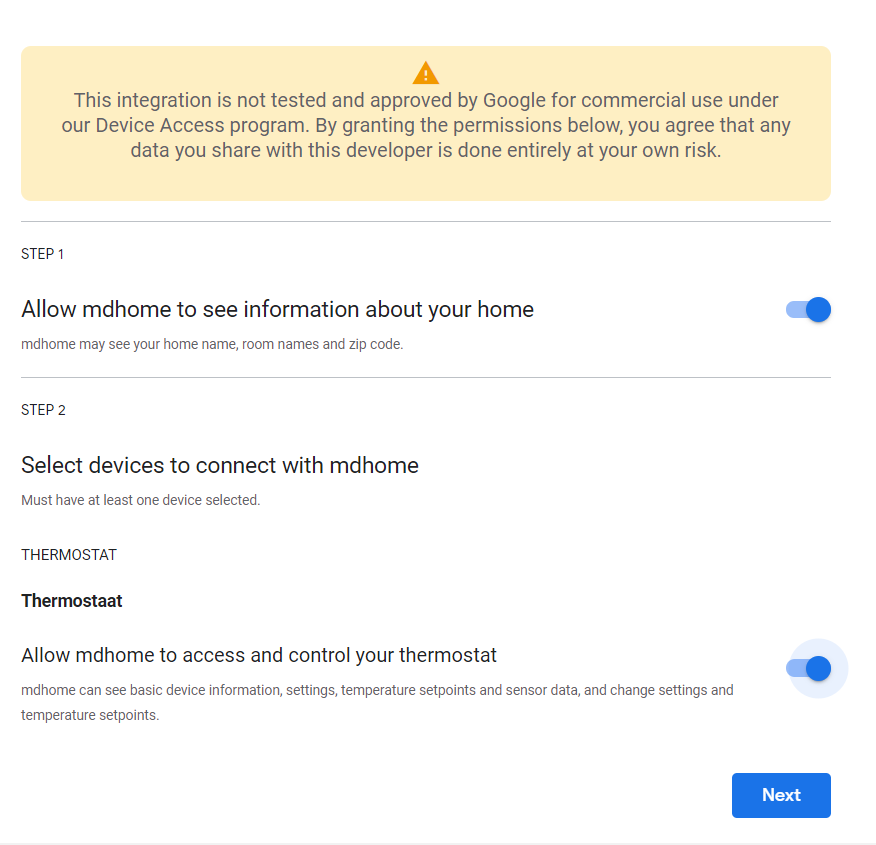 This integration is not tested and approved by Google for commercial use under
our Device Access program. By granting the permissions below, you agree that any
data you share with this developer is done entirely at your own risk.
STEP 1
Allow mdhome to see information about your home
mdhome may see your home name, room names and zip code.
STEP 2
Select devices to connect with mdhome
Must have at least one device selected.
THERMOSTAT
Thermostaat
Allow mdhome to access and control your thermostat
mdhome can see basic device information, settings, temperature setpoints and sensor data, and change settings and
temperature setpoints.
Next